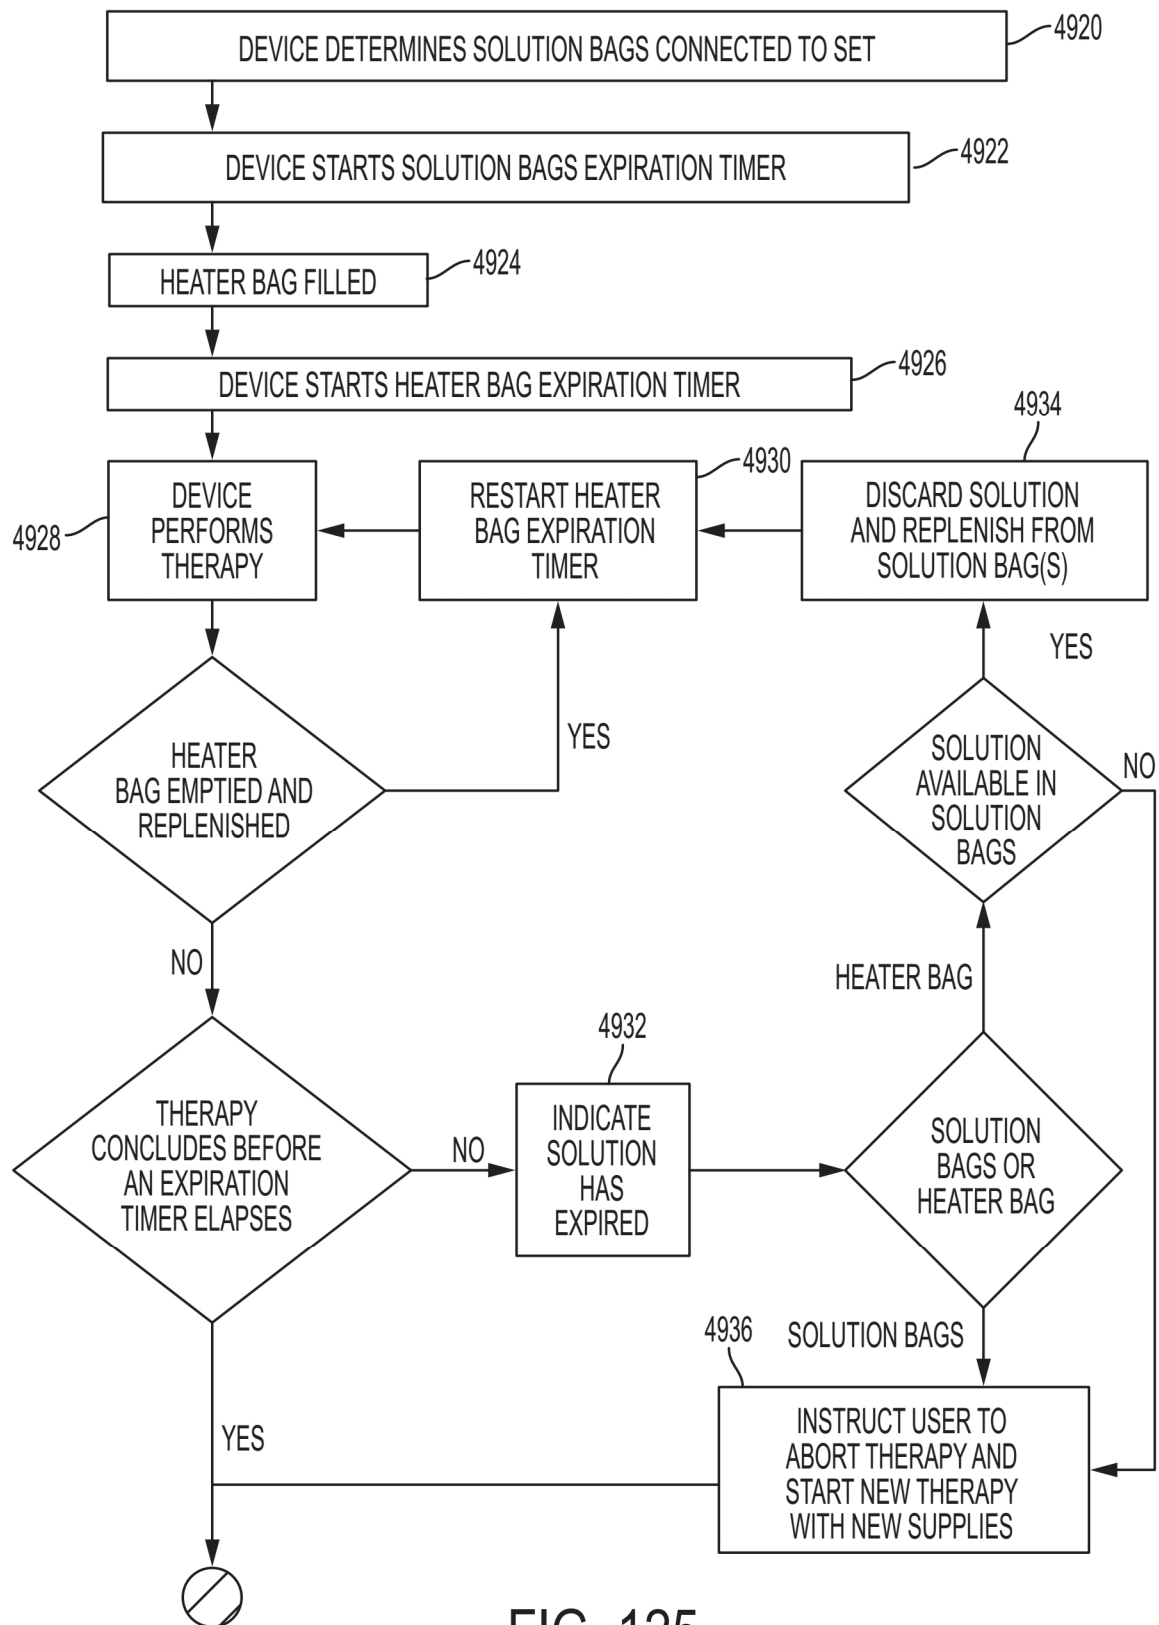 4920
DEVICE DETERMINES SOLUTION BAGS CONNECTED TO SET
4922
DEVICE STARTS SOLUTION BAGS EXPIRATION TIMER
4924
HEATER BAG FILLED
4926
DEVICE STARTS HEATER BAG EXPIRATION TIMER
4928
DEVICE
PERFORMS
THERAPY
4930
RESTART HEATER
BAG EXPIRATION
TIMER
4934
DISCARD SOLUTION
AND REPLENISH FROM
SOLUTION BAG(S)
YES
HEATER
BAG EMPTIED AND
REPLENISHED
YES
SOLUTION
AVAILABLE IN
SOLUTION
BAGS
NO
NO
HEATER BAG
THERAPY
CONCLUDES BEFORE
AN EXPIRATION
TIMER ELAPSES
NO
4932
INDICATE
SOLUTION
HAS
EXPIRED
SOLUTION
BAGS OR
HEATER BAG
4936
SOLUTION BAGS
YES
INSTRUCT USER TO
ABORT THERAPY AND
START NEW THERAPY
WITH NEW SUPPLIES
FIG. 125